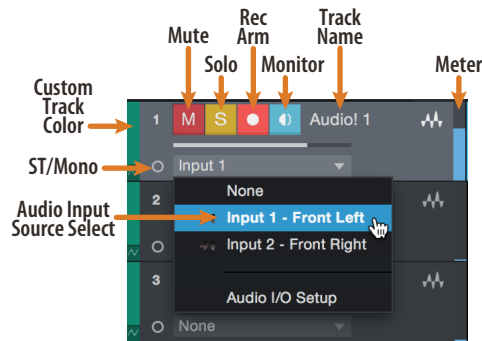 Mute
Rec
Arm
Track
Name
Solo
Monitor
Meter
Custom
Track
Color
1 M S Audio! 1
ST/Mono
Input 1
2
None
Audio Input
Source Select
Input 1 - Front Left
Input 2 - Front Right
3
Audio I/O Setup
None